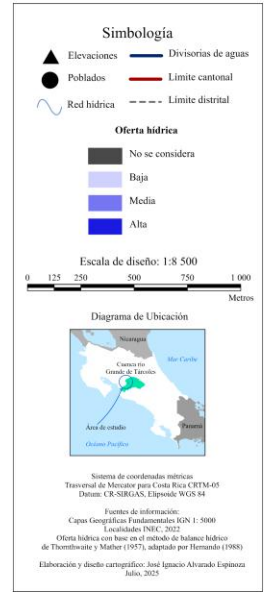 Simbología
Elevaciones
Divisorias de aguas
Poblados
Límite cantonal
Red hídrica
Límite distrital
Oferta hídrica
No se considera
Baja
Media
Alta
Escala de diseño: 1:8 500
0 125 250 500 750 1 000
Metros
Diagrama de Ubicación
Nicaragua
Mar Caribe
Cuenca río
Grande de Tárcoles
Área de estudio
Panamá
Océano Pacífico
Sistema de coordenadas métricas
Trasversal de Mercator para Costa Rica CRTM-05
Datum: CR-SIRGAS, Elipsoide WGS 84
Fuentes de información:
Capas Geográficas Fundamentales IGN 1: 5000
Localidades INEC, 2022
Oferta hídrica con base en el método de balance hídrico
de Thornthwaite y Mather (1957), adaptado por Hernando (1988)
Elaboración y diseño cartográfico: José Ignacio Alvarado Espinoza
Julio, 2025